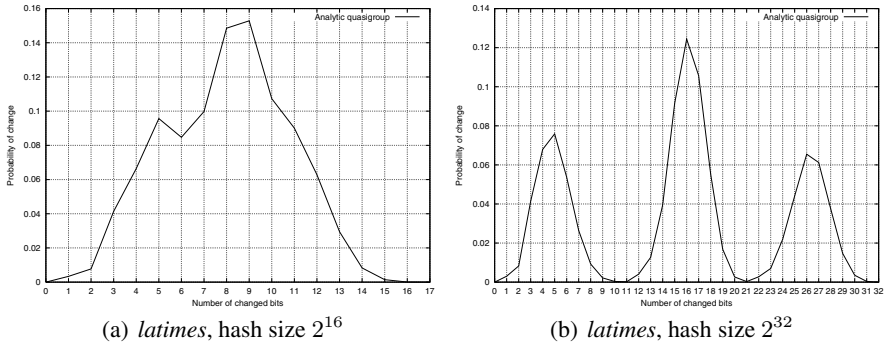 0.16
0.14
0.12
0.1
0.08
0.06
0.04
0.02
0
Probability of change
Analytic quasigroup
0 1 2 3 4 5 6 7 8 9 10 11 12 13 14 15 16 17
Number of changed bits
(a) latimes, hash size 2^16
0.14
0.12
0.1
0.08
0.06
0.04
0.02
0
Probability of change
Analytic quasigroup
0 1 2 3 4 5 6 7 8 9 10 11 12 13 14 15 16 17 18 19 20 21 22 23 24 25 26 27 28 29 30 31 32
Number of changed bits
(b) latimes, hash size 2^32